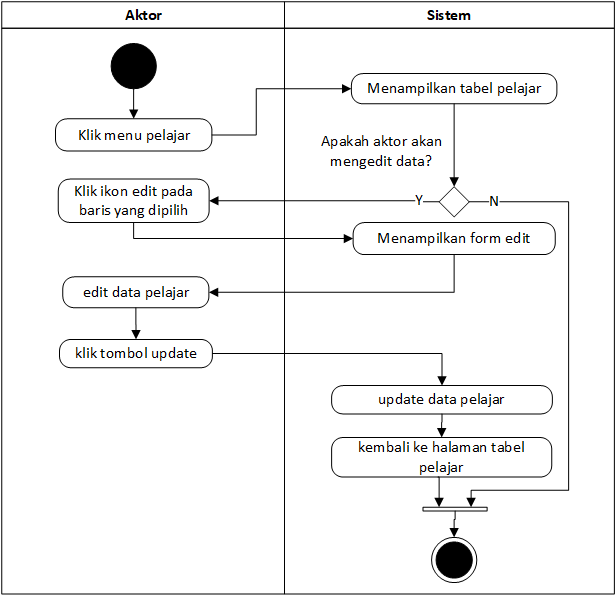 Aktor
Sistem
Menampilkan tabel pelajar
Klik menu pelajar
Apakah aktor akan
mengedit data?
Klik ikon edit pada
baris yang dipilih
Y
N
Menampilkan form edit
edit data pelajar
klik tombol update
update data pelajar
kembali ke halaman tabel
pelajar